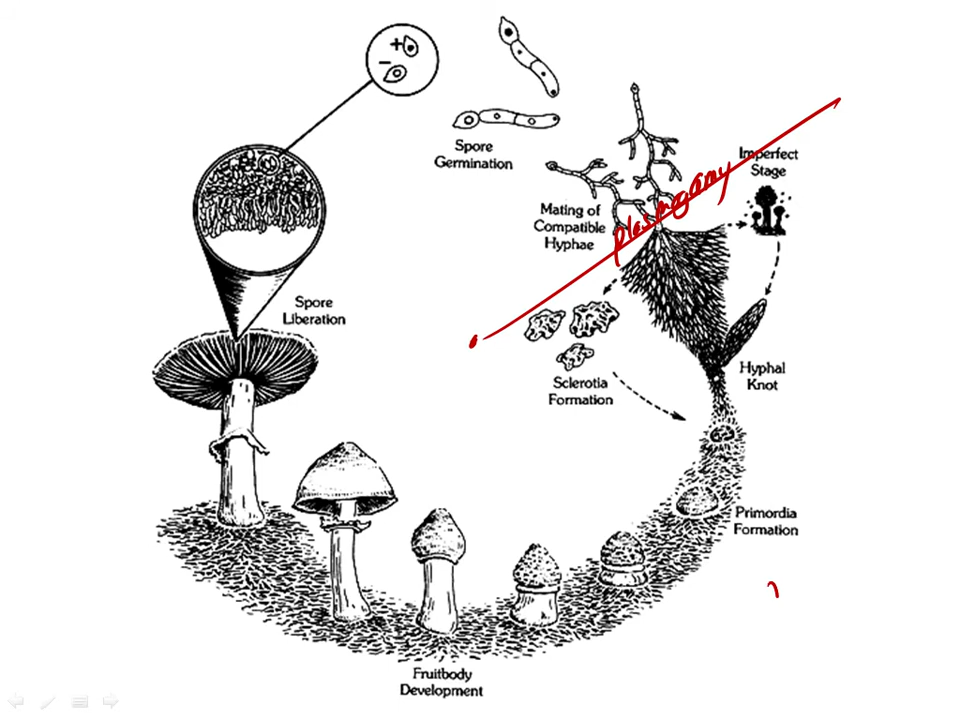 +
−
Spore
Germination
Imperfect
Stage
plasmogamy
Mating of
Compatible
Hyphae
Spore
Liberation
Hyphal
Knot
Sclerotia
Formation
Primordia
Formation
Fruitbody
Development